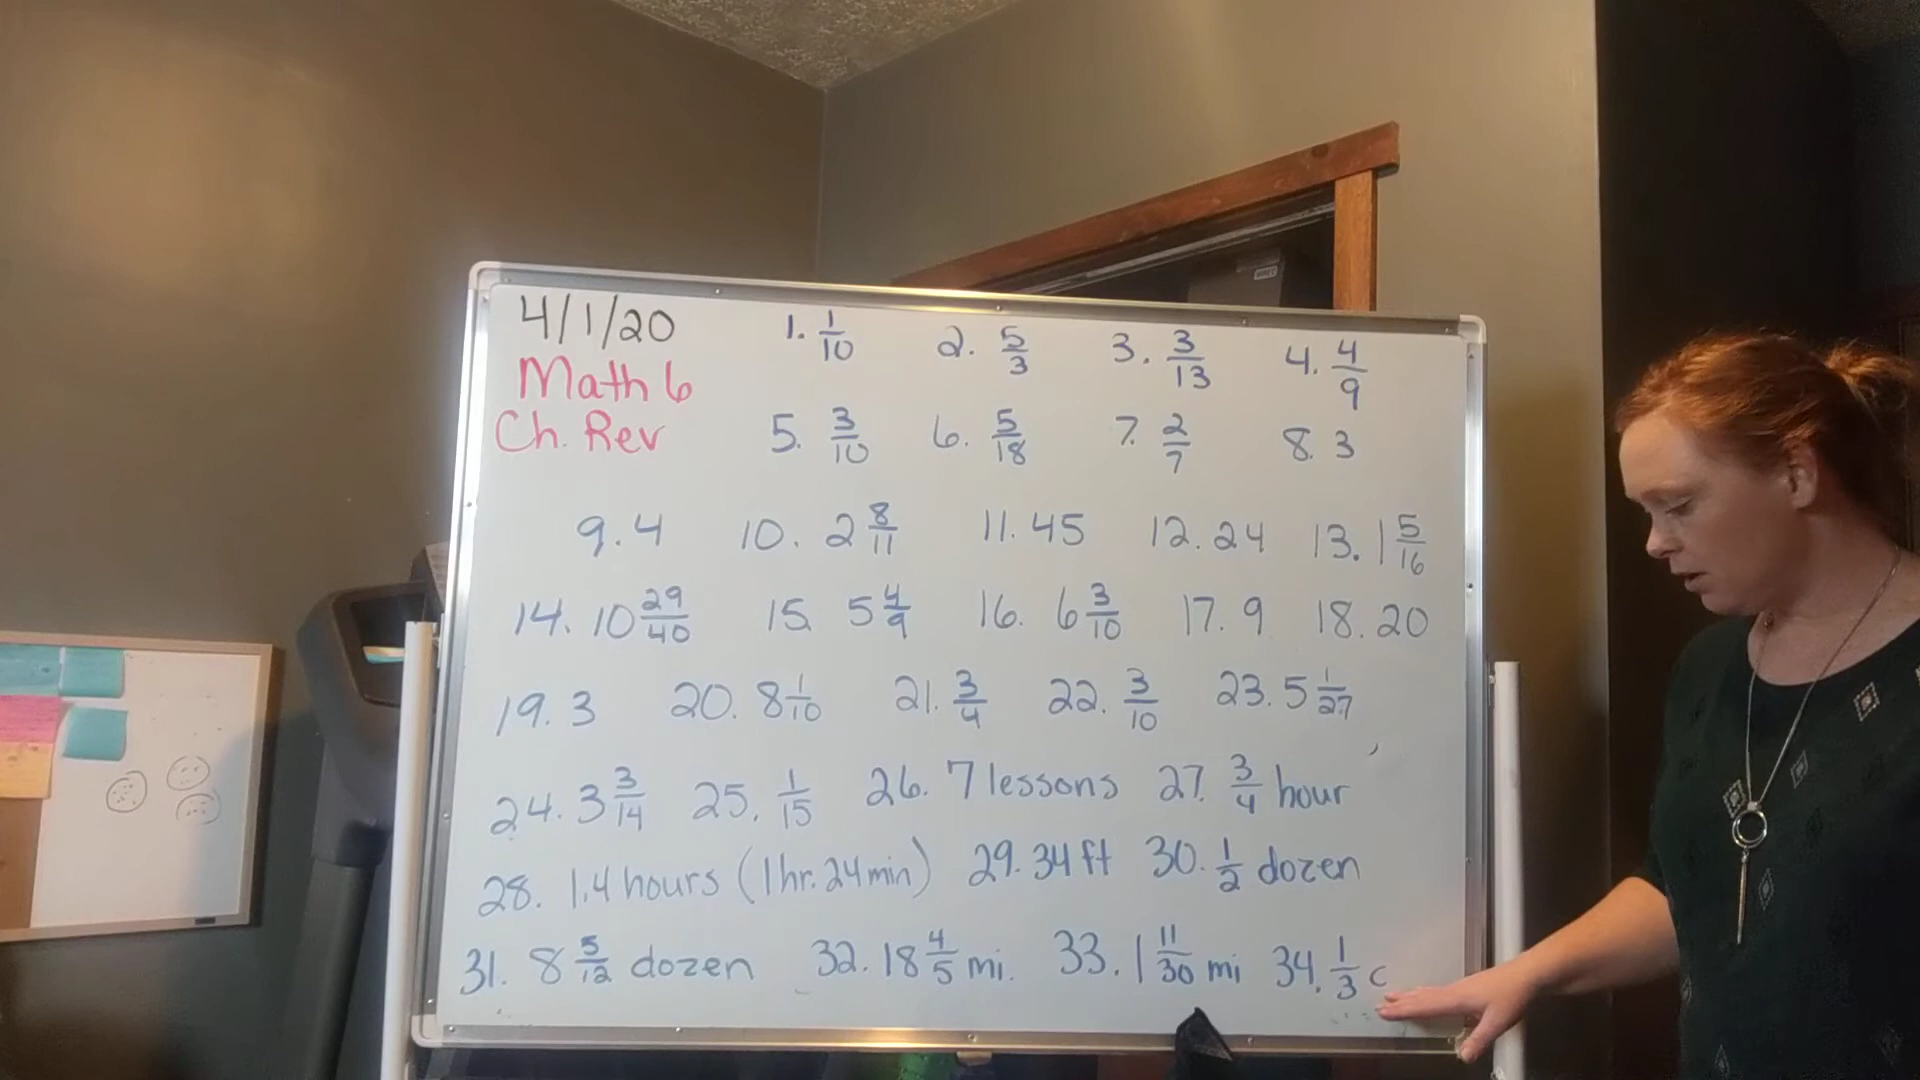 4/1/20
Math 6
Ch. Rev
1. 1/10 2. 5/3 3. 3/13 4. 4/9
5. 3/10 6. 5/18 7. 2/7 8. 3
9. 4 10. 2 8/11 11. 45 12. 24 13. 1 5/16
14. 10 29/40 15. 5 4/9 16. 6 3/10 17. 9 18. 20
19. 3 20. 8 1/10 21. 3/4 22. 3/10 23. 5 1/27
24. 3 3/14 25. 1/15 26. 7 lessons 27. 3/4 hour
28. 1.4 hours (1hr. 24min) 29. 34 ft 30. 1/2 dozen
31. 8 5/12 dozen 32. 18 4/5 mi. 33. 1 11/30 mi 34. 1/3 c